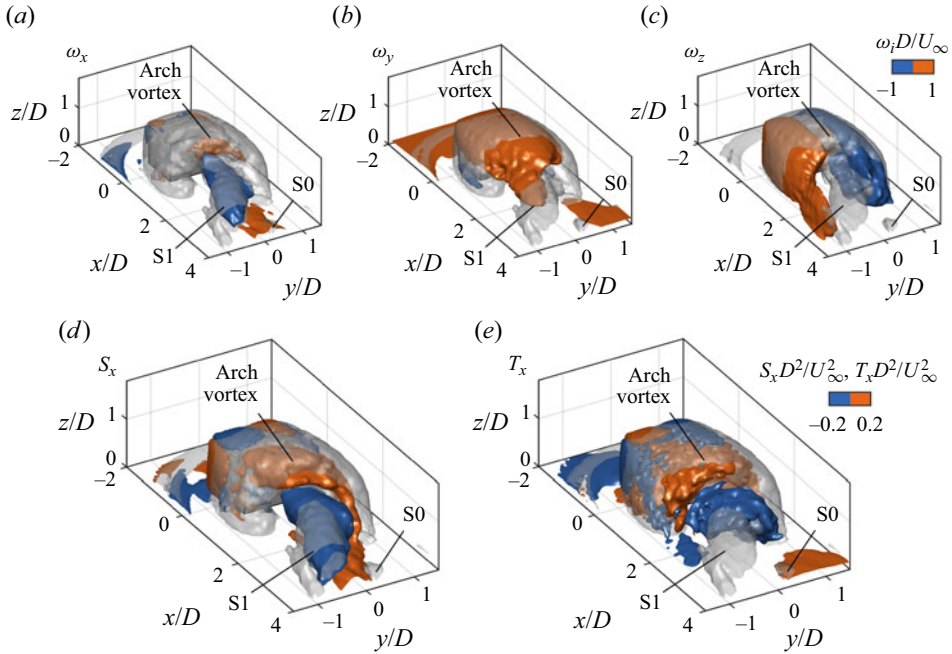 (a)
(b)
(c)
ωx
ωy
ωz
ωiD/U∞
−1 1
Arch
vortex
Arch
vortex
Arch
vortex
z/D
1
0
−2
0
2
4
x/D
S1
S0
−1
0
1
y/D
z/D
1
0
−2
0
2
4
x/D
S1
S0
−1
0
1
y/D
z/D
1
0
−2
0
2
4
x/D
S1
S0
−1
0
1
y/D
(d)
(e)
Sx
Tx
SxD²/U²∞, TxD²/U²∞
−0.2 0.2
Arch
vortex
Arch
vortex
z/D
1
0
−2
0
2
4
x/D
S1
S0
−1
0
1
y/D
z/D
1
0
−2
0
2
4
x/D
S1
S0
−1
0
1
y/D